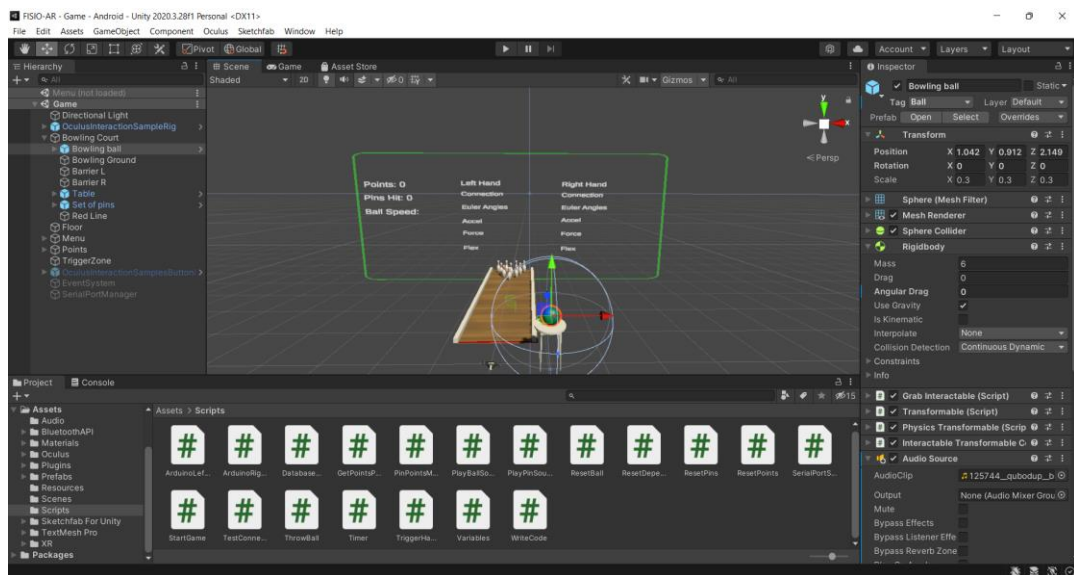 FISIO-AR - Game - Android - Unity 2020.3.28f1 Personal <DX11>
File Edit Assets GameObject Component Oculus Sketchfab Window Help
Pivot Global Account Layers Layout
Hierarchy
All
Menu (not loaded)
Game
Directional Light
OculusInteractionSampleRig
Bowling Court
Bowling ball
Bowling Ground
Barrier L
Barrier R
Table
Set of pins
Red Line
Floor
Menu
Points
TriggerZone
OculusInteractionSamplesButton
EventSystem
SerialPortManager
Scene Game Asset Store
Shaded 2D 0 Gizmos All
y
x
Persp
Points: 0
Pins Hit: 0
Ball Speed:
Left Hand
Connection
Euler Angles
Accel
Force
Flex
Right Hand
Connection
Euler Angles
Accel
Force
Flex
Inspector
Bowling ball Static
Tag Ball Layer Default
Prefab Open Select Overrides
Transform
Position X 1.042 Y 0.912 Z 2.149
Rotation X 0 Y 0 Z 0
Scale X 0.3 Y 0.3 Z 0.3
Sphere (Mesh Filter)
Mesh Renderer
Sphere Collider
Rigidbody
Mass 6
Drag 0
Angular Drag 0
Use Gravity
Is Kinematic
Interpolate None
Collision Detection Continuous Dynamic
Constraints
Info
Grab Interactable (Script)
Transformable (Script)
Physics Transformable (Scrip
Interactable Transformable C
Audio Source
AudioClip 125744__qubodup__b
Output None (Audio Mixer Grou
Mute
Bypass Effects
Bypass Listener Effe
Bypass Reverb Zone
Project Console
15
Assets
Audio
BluetoothAPI
Materials
Oculus
Plugins
Prefabs
Resources
Scenes
Scripts
Sketchfab For Unity
TextMesh Pro
XR
Packages
Assets > Scripts
ArduinoLef... ArduinoRig... Database... GetPointsP... PinPointsM... PlayBallSo... PlayPinSou... ResetBall ResetDepe... ResetPins ResetPoints SerialPortS...
StartGame TestConne... ThrowBall Timer TriggerHa... Variables WriteCode